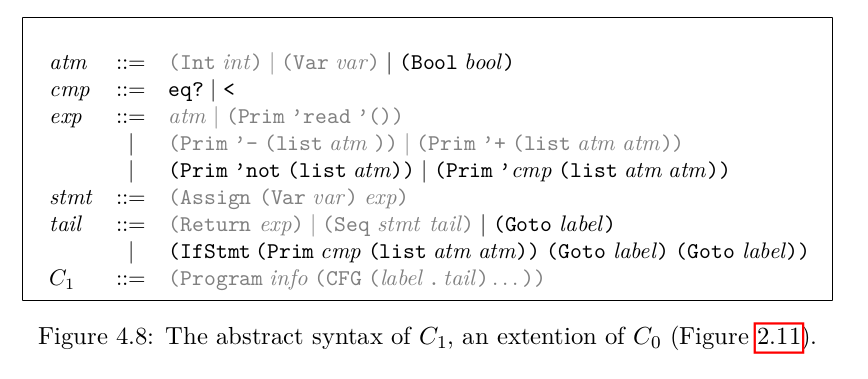 atm ::= (Int int) | (Var var) | (Bool bool)
cmp ::= eq? | <
exp ::= atm | (Prim 'read '())
| (Prim '- (list atm )) | (Prim '+ (list atm atm))
| (Prim 'not (list atm)) | (Prim 'cmp (list atm atm))
stmt ::= (Assign (Var var) exp)
tail ::= (Return exp) | (Seq stmt tail) | (Goto label)
| (IfStmt (Prim cmp (list atm atm)) (Goto label) (Goto label))
C₁ ::= (Program info (CFG (label . tail) ... ))
Figure 4.8: The abstract syntax of C₁, an extention of C₀ (Figure 2.11).